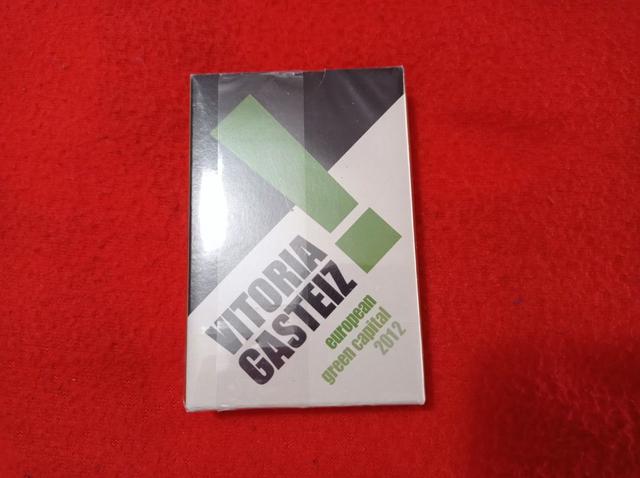 !
VITORIA
GASTEIZ
european
green capital
2012